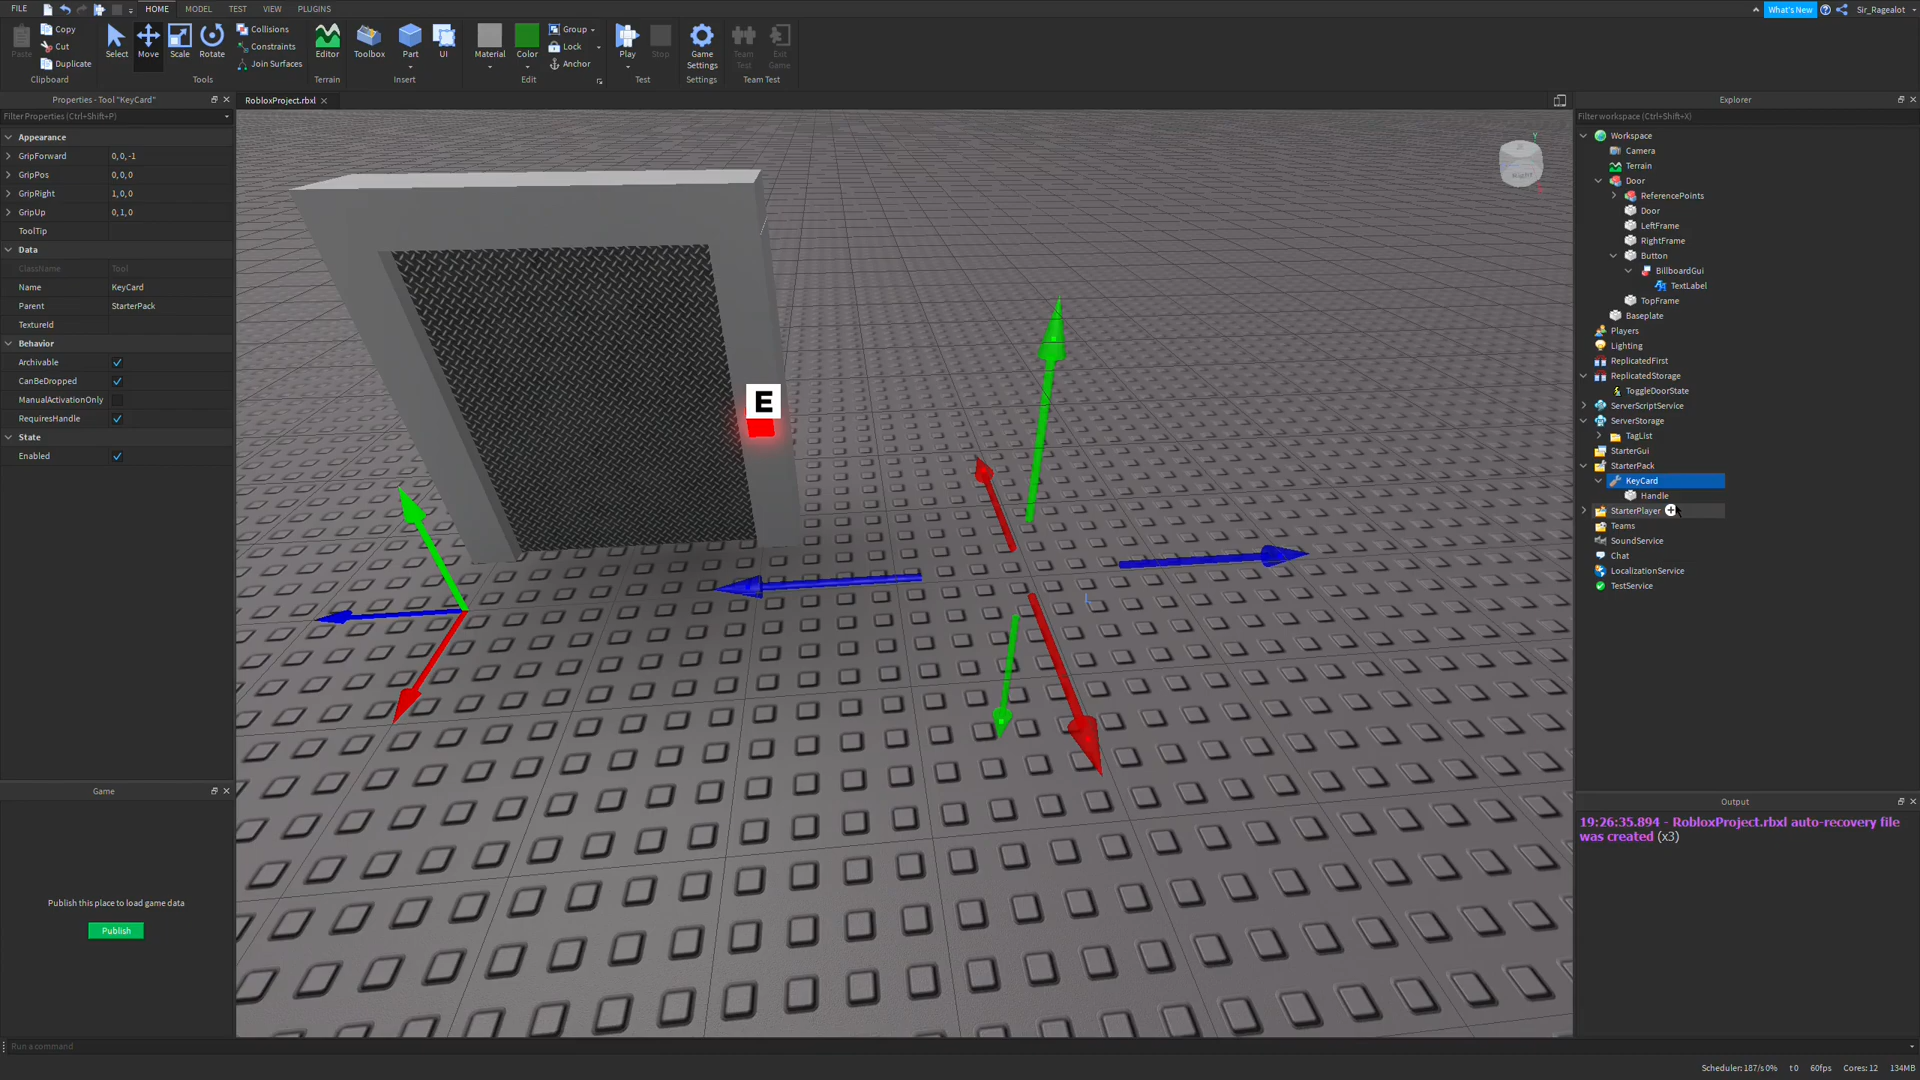 FILE
HOME
MODEL
TEST
VIEW
PLUGINS
What's New
Sir_Ragealot
Paste
Copy
Cut
Duplicate
Clipboard
Select
Move
Scale
Rotate
Collisions
Constraints
Join Surfaces
Tools
Editor
Terrain
Toolbox
Part
UI
Insert
Material
Color
Group
Lock
Anchor
Edit
Play
Stop
Test
Game
Settings
Settings
Team
Test
Exit
Game
Team Test
Properties - Tool "KeyCard"
Filter Properties (Ctrl+Shift+P)
Appearance
GripForward 0, 0, -1
GripPos 0, 0, 0
GripRight 1, 0, 0
GripUp 0, 1, 0
ToolTip
Data
ClassName Tool
Name KeyCard
Parent StarterPack
TextureId
Behavior
Archivable
CanBeDropped
ManualActivationOnly
RequiresHandle
State
Enabled
Game
Publish this place to load game data
Publish
RobloxProject.rbxl
E
Y
Right
Explorer
Filter workspace (Ctrl+Shift+X)
Workspace
Camera
Terrain
Door
ReferencePoints
Door
LeftFrame
RightFrame
Button
BillboardGui
TextLabel
TopFrame
Baseplate
Players
Lighting
ReplicatedFirst
ReplicatedStorage
ToggleDoorState
ServerScriptService
ServerStorage
TagList
StarterGui
StarterPack
KeyCard
Handle
StarterPlayer
Teams
SoundService
Chat
LocalizationService
TestService
Output
19:26:35.894 - RobloxProject.rbxl auto-recovery file
was created (x3)
Run a command
Scheduler: 187/s 0% t 0 60fps Cores: 12 134MB